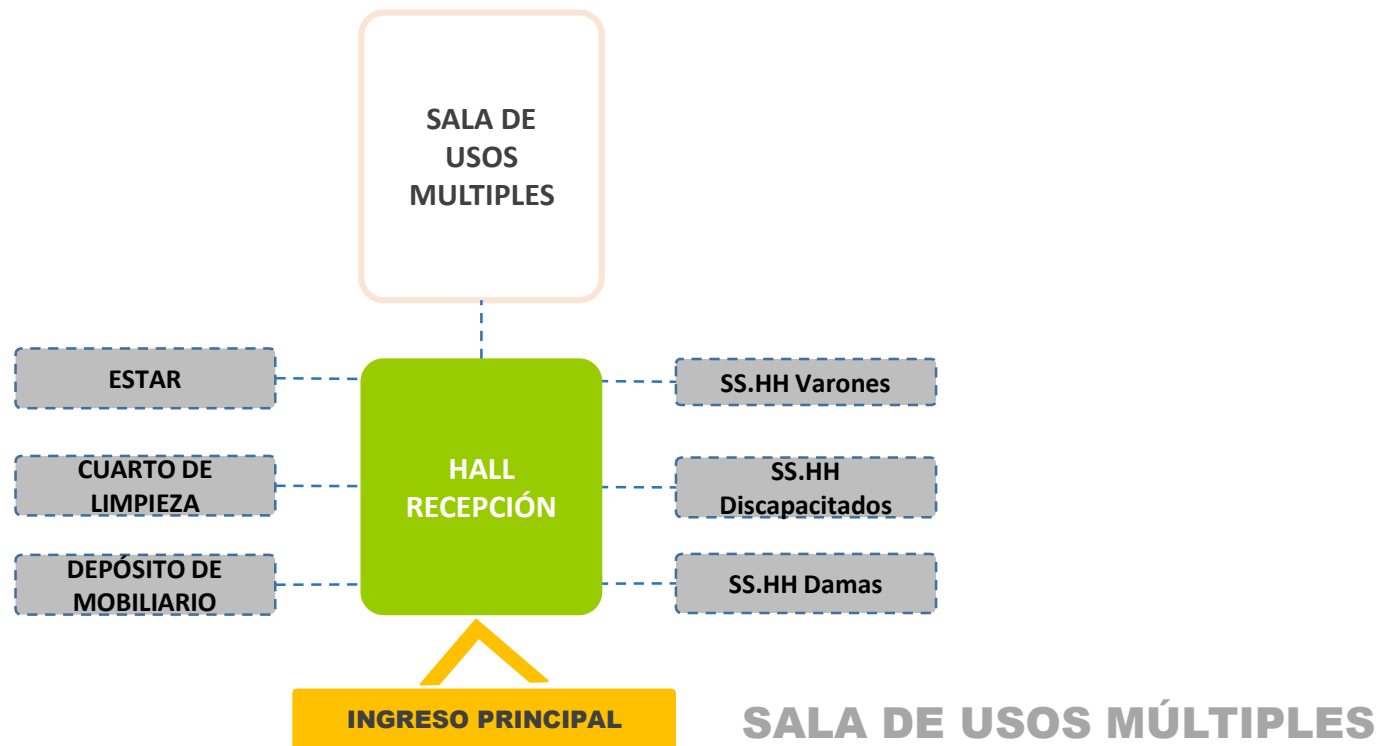 SALA DE
USOS
MULTIPLES
ESTAR
CUARTO DE
LIMPIEZA
DEPÓSITO DE
MOBILIARIO
HALL
RECEPCIÓN
SS.HH Varones
SS.HH
Discapacitados
SS.HH Damas
INGRESO PRINCIPAL
SALA DE USOS MÚLTIPLES